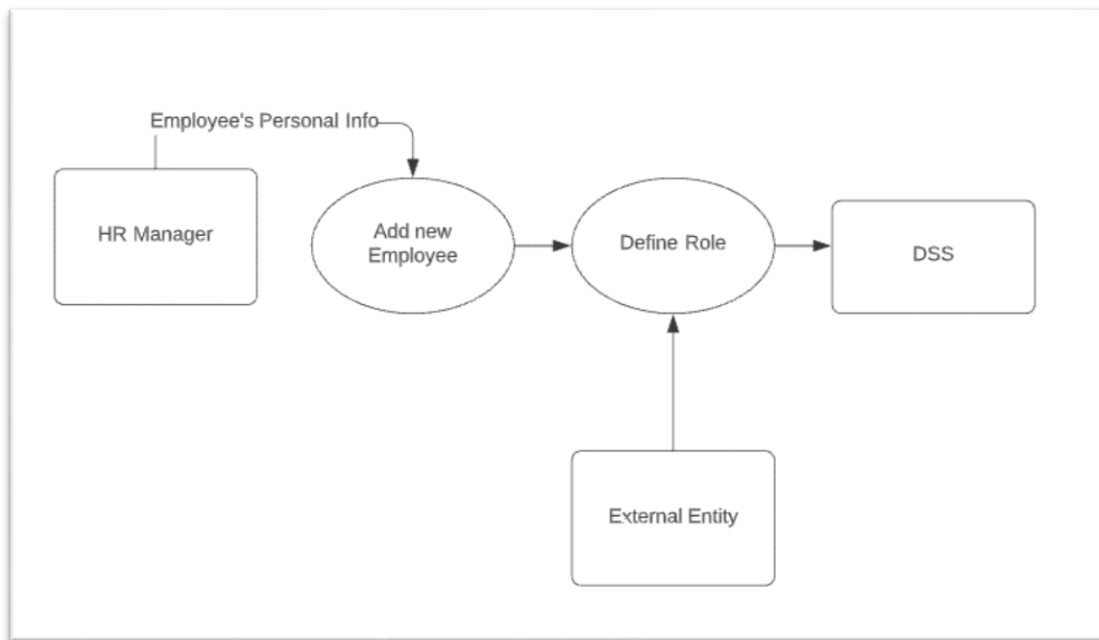 Employee's Personal Info
HR Manager
Add new
Employee
Define Role
DSS
External Entity